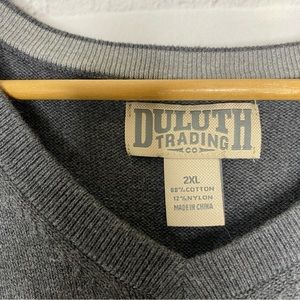 DULUTH
TRADING
CO
2XL
88% COTTON
12% NYLON
MADE IN CHINA